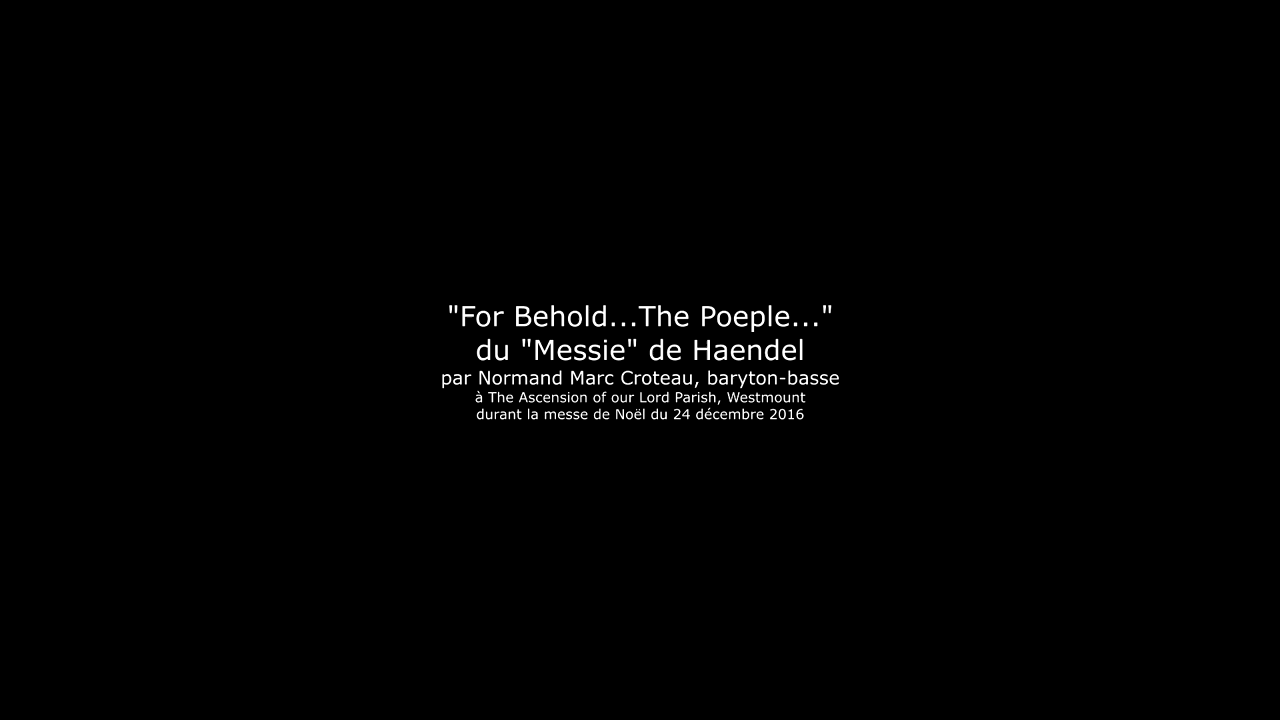 "For Behold...The Poeple..."
du "Messie" de Haendel
par Normand Marc Croteau, baryton-basse
à The Ascension of our Lord Parish, Westmount
durant la messe de Noël du 24 décembre 2016